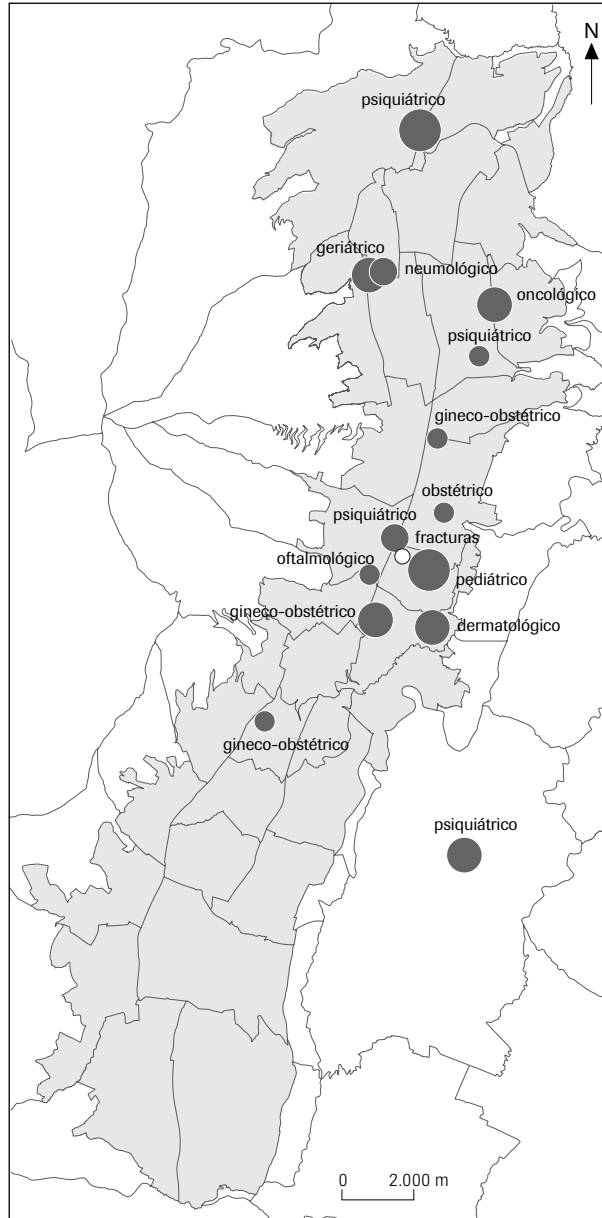 N
psiquiátrico
geriátrico
neumológico
oncológico
psiquiátrico
gineco-obstétrico
obstétrico
psiquiátrico
fracturas
oftalmológico
pediátrico
gineco-obstétrico
dermatológico
gineco-obstétrico
psiquiátrico
0 2.000 m